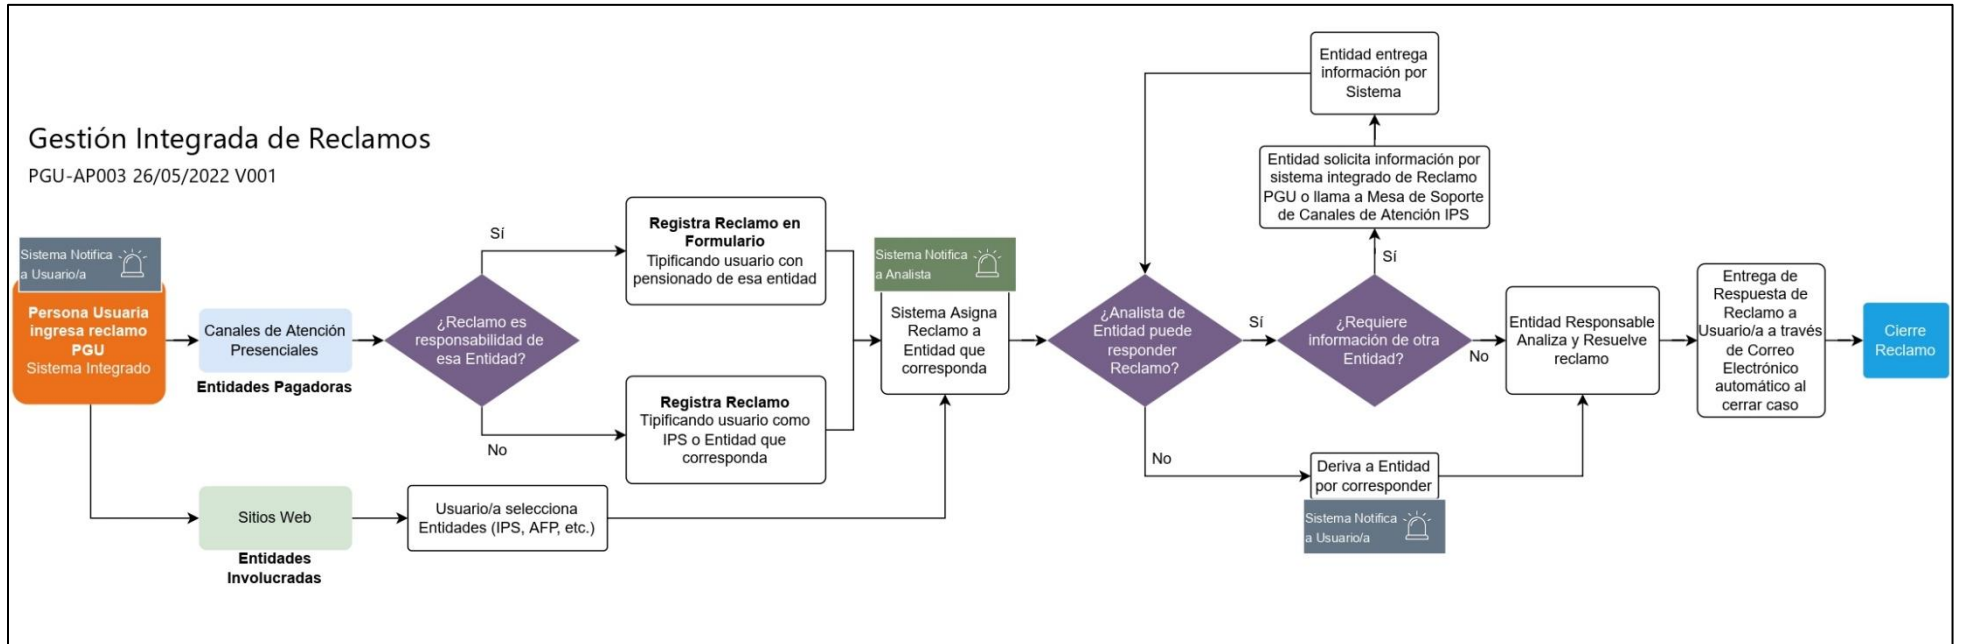 Gestión Integrada de Reclamos
PGU-AP003 26/05/2022 V001
Sistema Notifica
a Usuario/a
Persona Usuaria
ingresa reclamo
PGU
Sistema Integrado
Canales de Atención
Presenciales
Entidades Pagadoras
¿Reclamo es
responsabilidad de
esa Entidad?
Sí
No
Registra Reclamo en
Formulario
Tipificando usuario con
pensionado de esa entidad
Registra Reclamo
Tipificando usuario como
IPS o Entidad que
corresponda
Sitios Web
Entidades
Involucradas
Usuario/a selecciona
Entidades (IPS, AFP, etc.)
Sistema Notifica
a Analista
Sistema Asigna
Reclamo a
Entidad que
corresponda
¿Analista de
Entidad puede
responder
Reclamo?
Sí
No
¿Requiere
información de otra
Entidad?
Sí
No
Entidad solicita información por
sistema integrado de Reclamo
PGU o llama a Mesa de Soporte
de Canales de Atención IPS
Entidad entrega
información por
Sistema
Deriva a Entidad
por corresponder
Sistema Notifica
a Usuario/a
Entidad Responsable
Analiza y Resuelve
reclamo
Entrega de
Respuesta de
Reclamo a
Usuario/a a través
de Correo
Electrónico
automático al
cerrar caso
Cierre
Reclamo